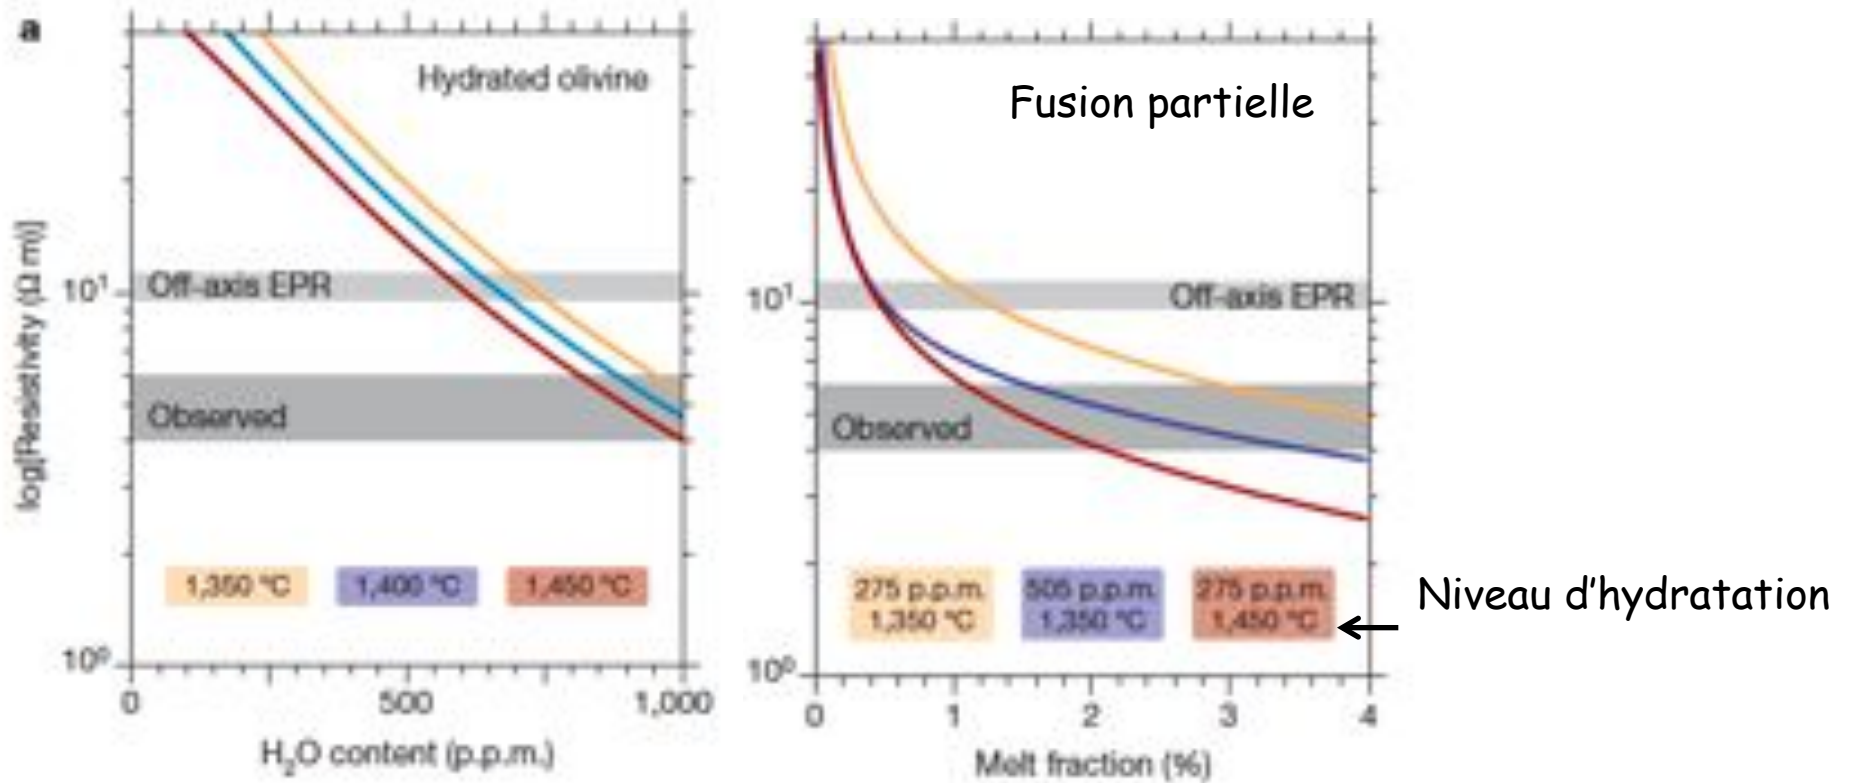 a
Hydrated olivine
log[Resistivity (Ω m)]
10¹
Off-axis EPR
Observed
1,350 °C
1,400 °C
1,450 °C
10⁰
0
500
1,000
H₂O content (p.p.m.)
Fusion partielle
10¹
Off-axis EPR
Observed
275 p.p.m.
1,350 °C
505 p.p.m.
1,350 °C
275 p.p.m.
1,450 °C
Niveau d'hydratation
10⁰
0
1
2
3
4
Melt fraction (%)